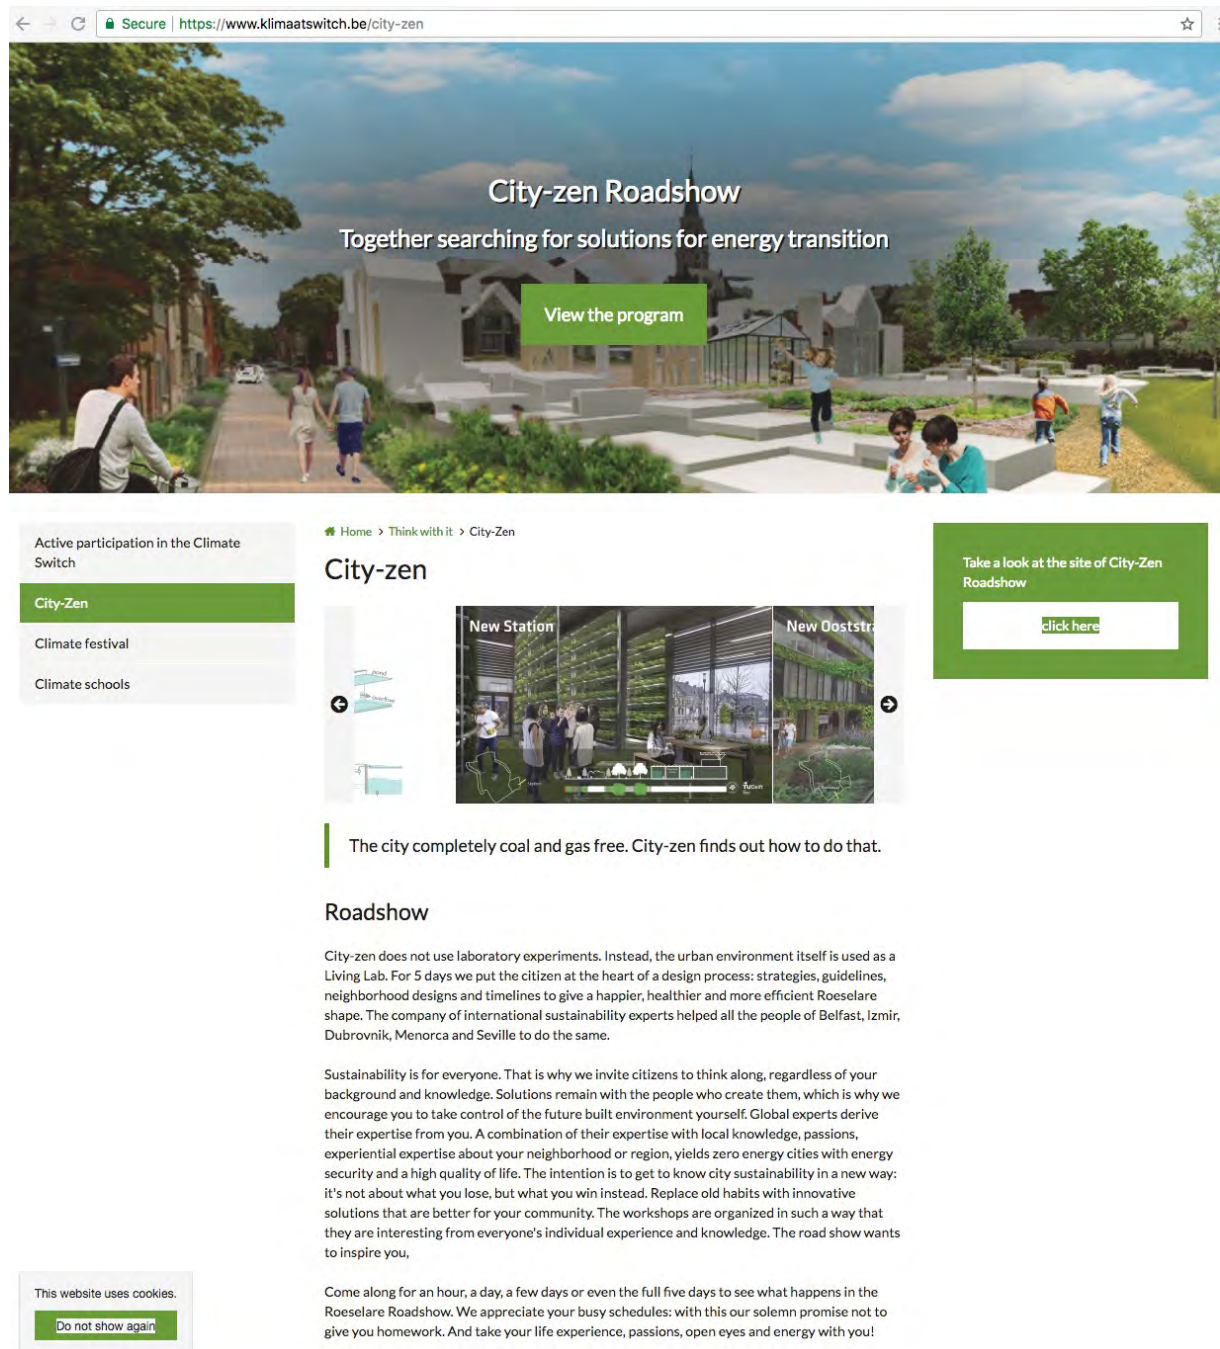 Secure | https://www.klimaatswitch.be/city-zen
City-zen Roadshow
Together searching for solutions for energy transition
View the program
Active participation in the Climate
Switch
City-Zen
Climate festival
Climate schools
Home > Think with it > City-Zen
City-zen
pond
New Station
New Ooststra
TUDelft
The city completely coal and gas free. City-zen finds out how to do that.
Roadshow
City-zen does not use laboratory experiments. Instead, the urban environment itself is used as a
Living Lab. For 5 days we put the citizen at the heart of a design process: strategies, guidelines,
neighborhood designs and timelines to give a happier, healthier and more efficient Roeselare
shape. The company of international sustainability experts helped all the people of Belfast, Izmir,
Dubrovnik, Menorca and Seville to do the same.
Sustainability is for everyone. That is why we invite citizens to think along, regardless of your
background and knowledge. Solutions remain with the people who create them, which is why we
encourage you to take control of the future built environment yourself. Global experts derive
their expertise from you. A combination of their expertise with local knowledge, passions,
experiential expertise about your neighborhood or region, yields zero energy cities with energy
security and a high quality of life. The intention is to get to know city sustainability in a new way:
it's not about what you lose, but what you win instead. Replace old habits with innovative
solutions that are better for your community. The workshops are organized in such a way that
they are interesting from everyone's individual experience and knowledge. The road show wants
to inspire you,
Come along for an hour, a day, a few days or even the full five days to see what happens in the
Roeselare Roadshow. We appreciate your busy schedules: with this our solemn promise not to
give you homework. And take your life experience, passions, open eyes and energy with you!
Take a look at the site of City-Zen
Roadshow
click here
This website uses cookies.
Do not show again